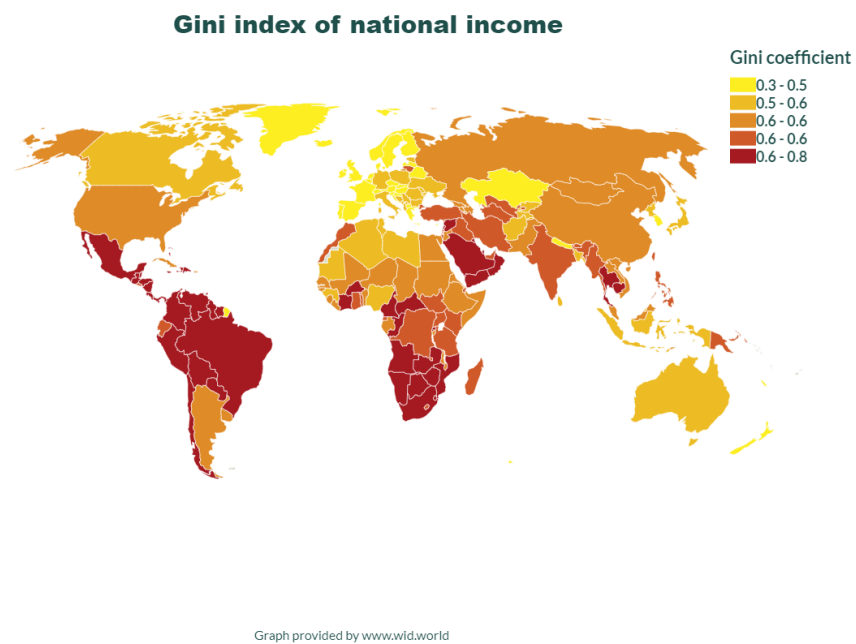 Gini index of national income
Gini coefficient
0.3 - 0.5
0.5 - 0.6
0.6 - 0.6
0.6 - 0.6
0.6 - 0.8
Graph provided by www.wid.world